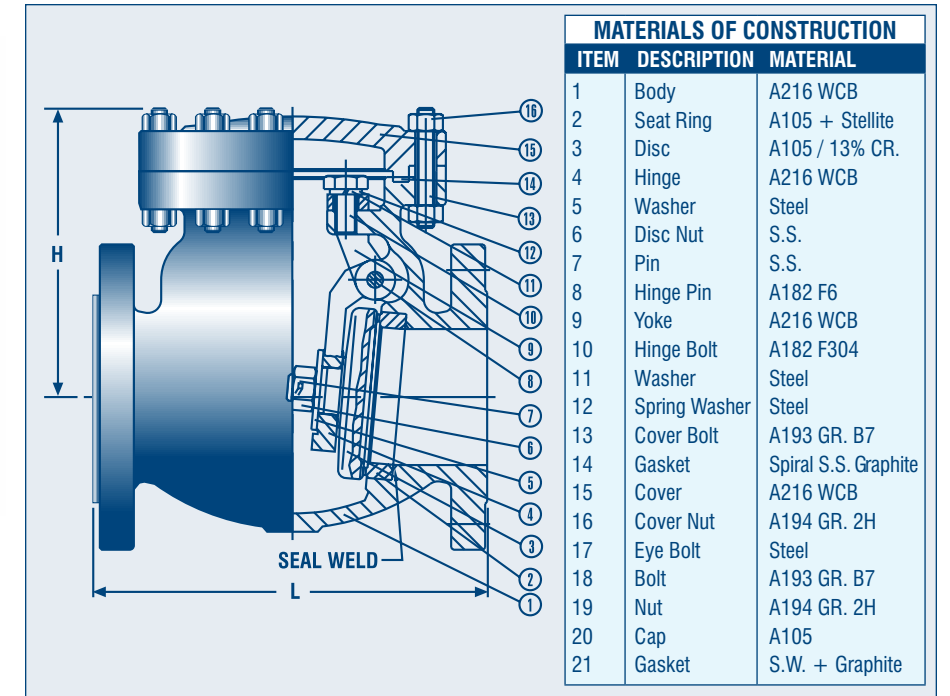 H
L
SEAL WELD
16
15
14
13
12
11
10
9
8
7
6
5
4
3
2
1
MATERIALS OF CONSTRUCTION
ITEM DESCRIPTION MATERIAL
1 Body A216 WCB
2 Seat Ring A105 + Stellite
3 Disc A105 / 13% CR.
4 Hinge A216 WCB
5 Washer Steel
6 Disc Nut S.S.
7 Pin S.S.
8 Hinge Pin A182 F6
9 Yoke A216 WCB
10 Hinge Bolt A182 F304
11 Washer Steel
12 Spring Washer Steel
13 Cover Bolt A193 GR. B7
14 Gasket Spiral S.S. Graphite
15 Cover A216 WCB
16 Cover Nut A194 GR. 2H
17 Eye Bolt Steel
18 Bolt A193 GR. B7
19 Nut A194 GR. 2H
20 Cap A105
21 Gasket S.W. + Graphite